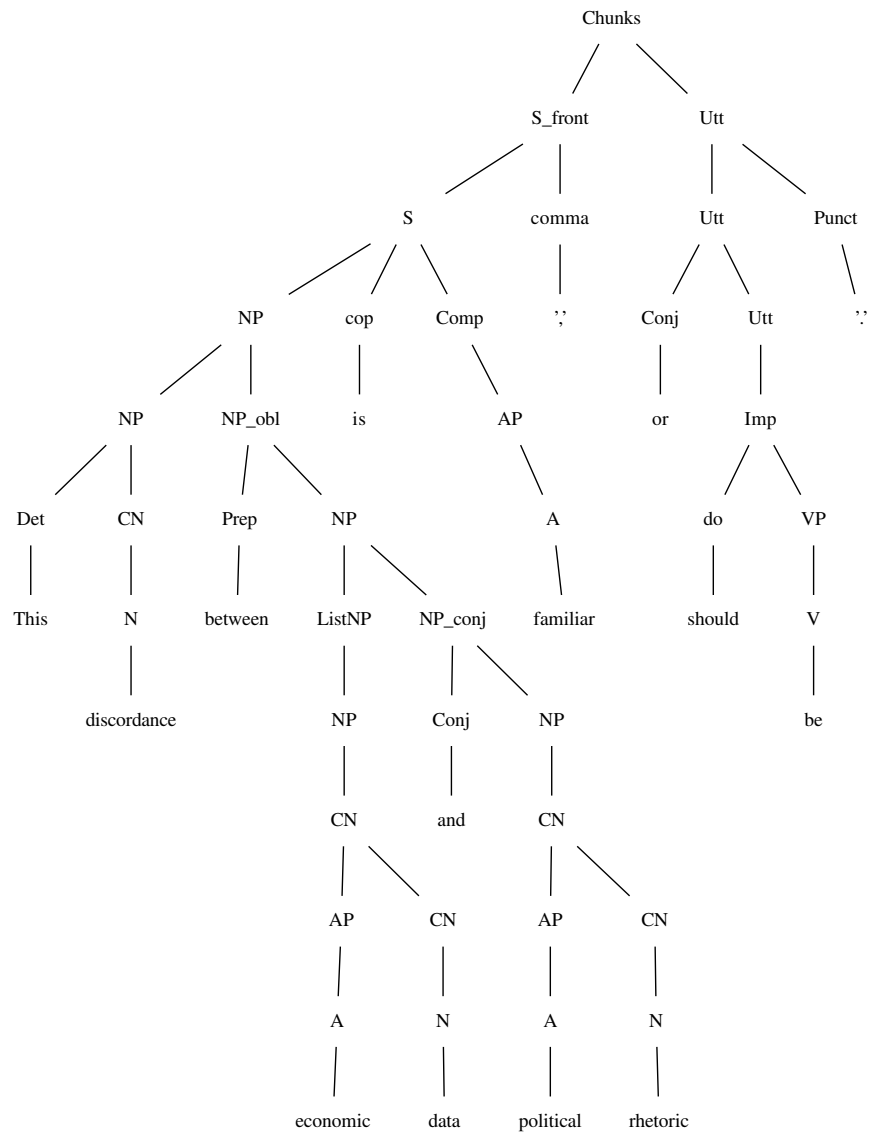 Chunks
S_front Utt
S comma Utt Punct
NP cop Comp ',' Conj Utt '.'
NP NP_obl is AP or Imp
Det CN Prep NP A do VP
This N between ListNP NP_conj familiar should V
discordance NP Conj NP be
CN and CN
AP CN AP CN
A N A N
economic data political rhetoric